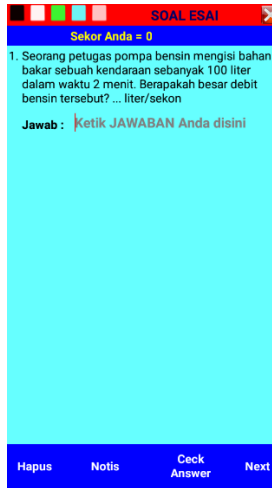 SOAL ESAI
Sekor Anda = 0
1. Seorang petugas pompa bensin mengisi bahan
bakar sebuah kendaraan sebanyak 100 liter
dalam waktu 2 menit. Berapakah besar debit
bensin tersebut? ... liter/sekon
Jawab : Ketik JAWABAN Anda disini
Hapus Notis Ceck Next
Answer